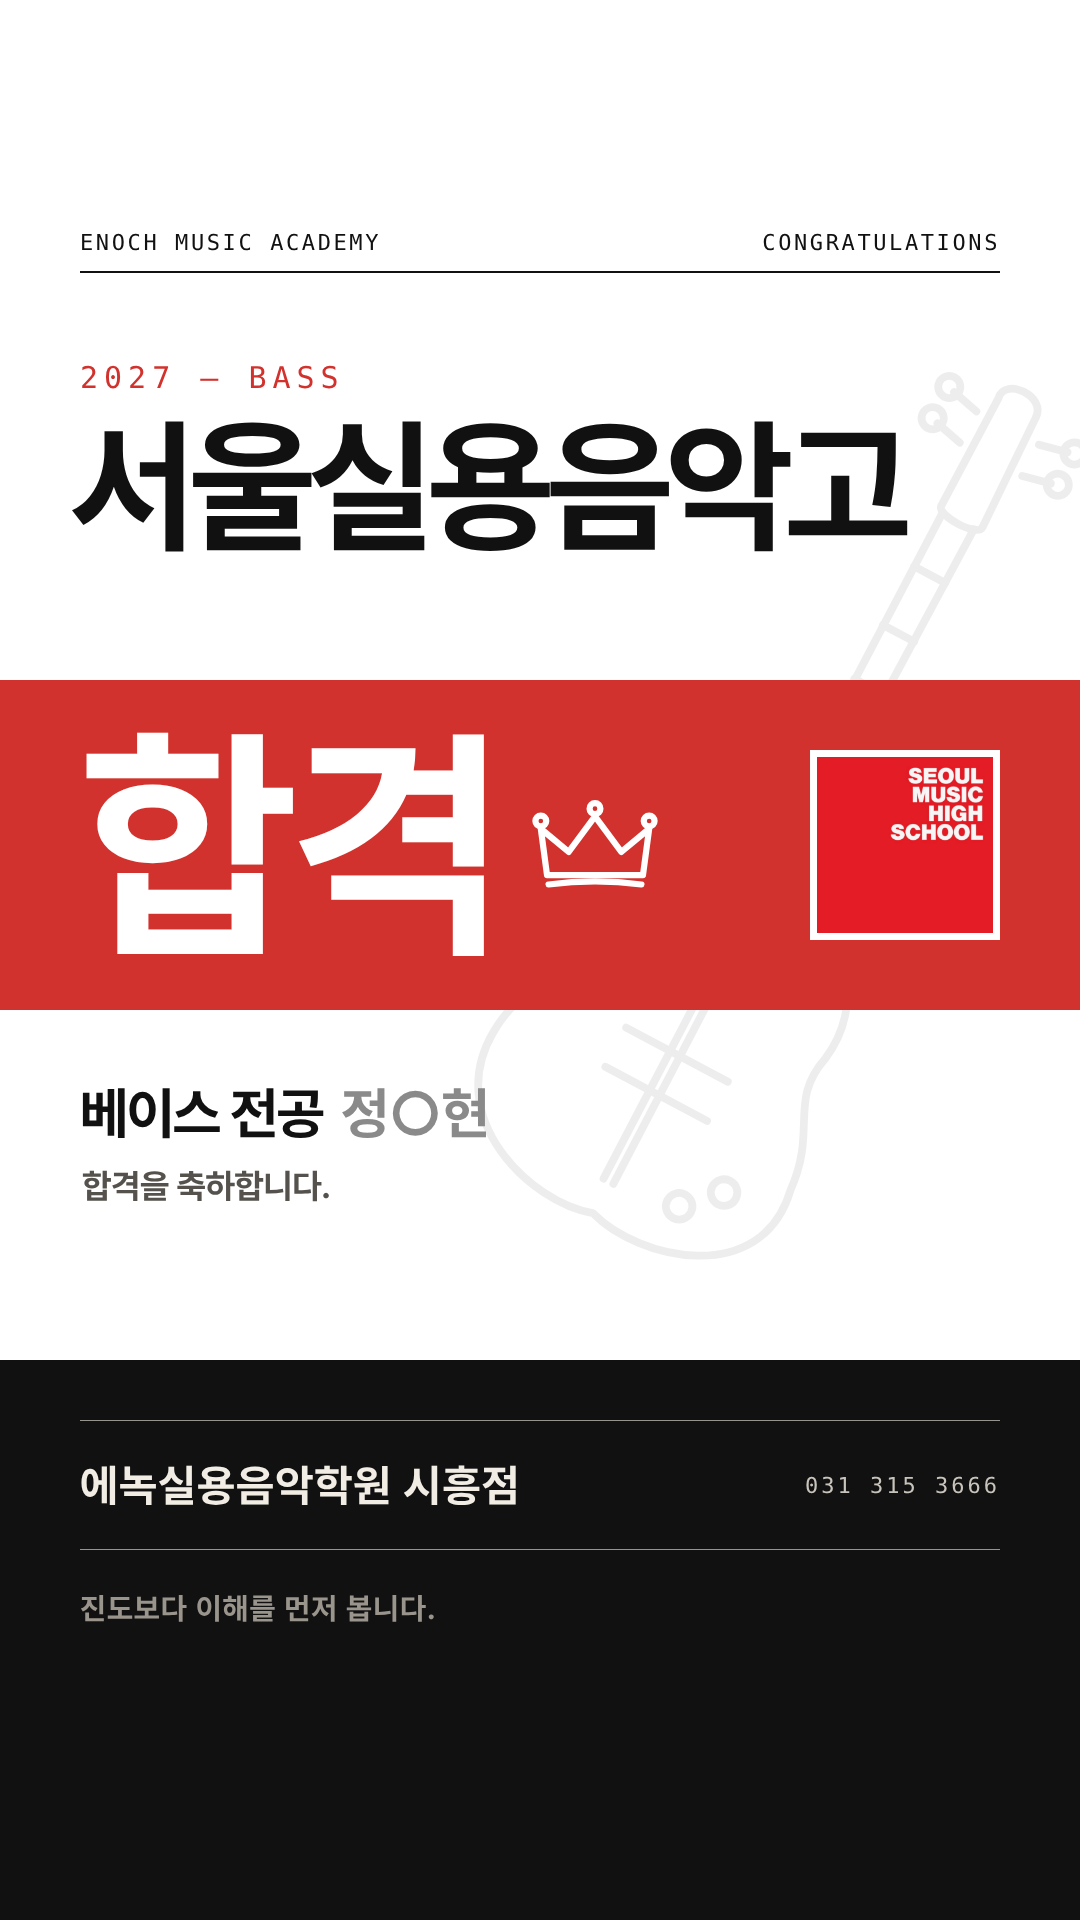 ENOCH MUSIC ACADEMY CONGRATULATIONS
2027 — BASS
서울실용음악고
합격
SEOUL
MUSIC
HIGH
SCHOOL
베이스 전공 정○현
합격을 축하합니다.
에녹실용음악학원 시흥점 031 315 3666
진도보다 이해를 먼저 봅니다.